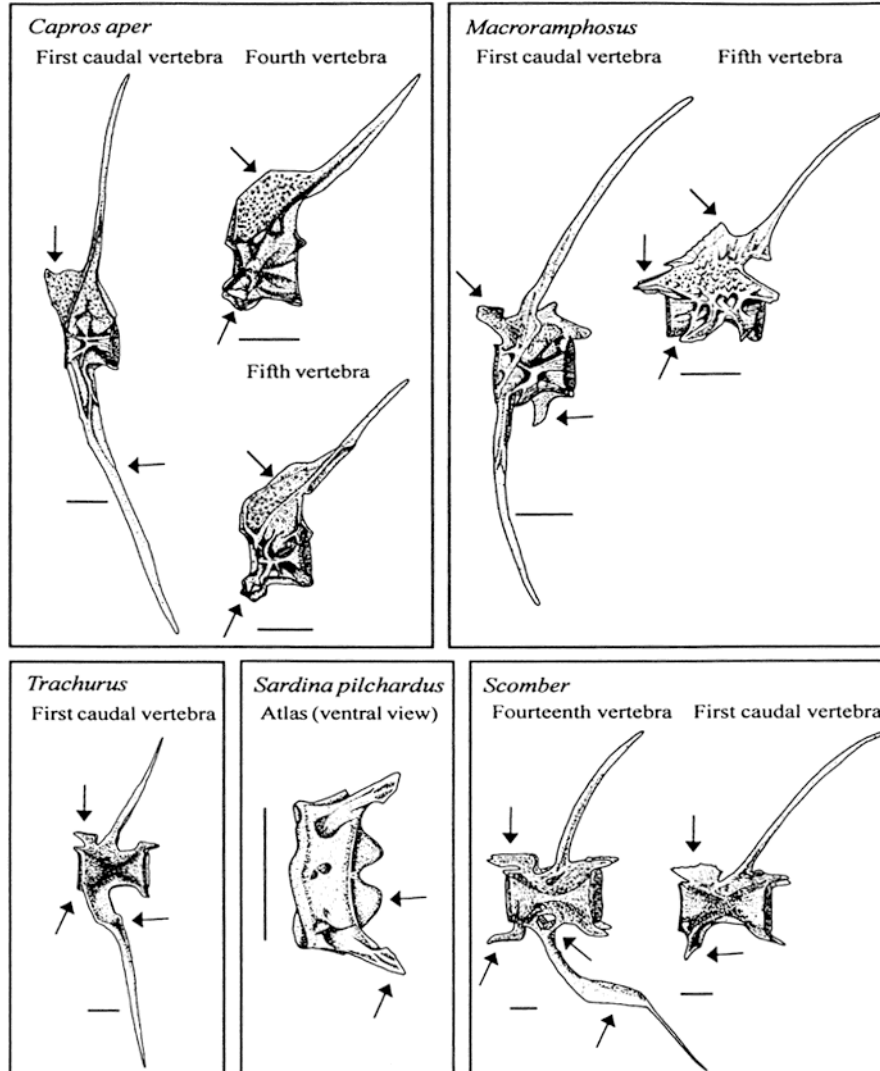 Capros aper
First caudal vertebra
Fourth vertebra
Fifth vertebra
Macroramphosus
First caudal vertebra
Fifth vertebra
Trachurus
First caudal vertebra
Sardina pilchardus
Atlas (ventral view)
Scomber
Fourteenth vertebra
First caudal vertebra